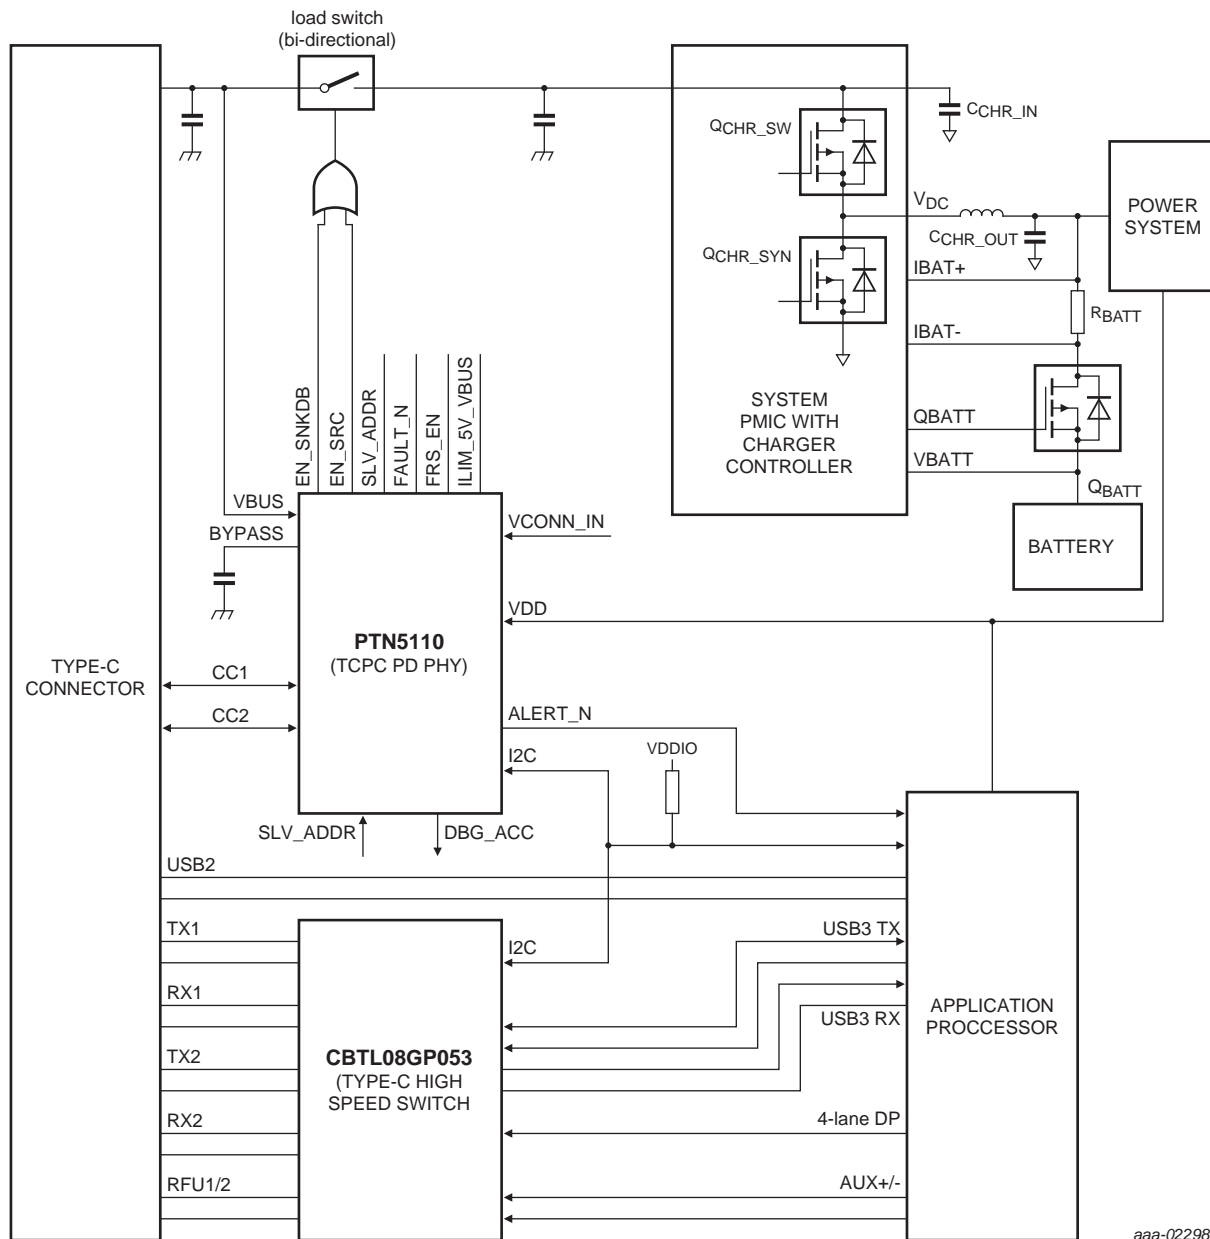 load switch
(bi-directional)
CCHR_IN
QCHR_SW
VDC
POWER
SYSTEM
CCHR_OUT
QCHR_SYN
IBAT+
RBATT
IBAT-
SYSTEM
PMIC WITH
CHARGER
CONTROLLER
QBATT
VBATT
QBATT
BATTERY
EN_SNKDB
EN_SRC
SLV_ADDR
FAULT_N
FRS_EN
ILIM_5V_VBUS
VBUS
BYPASS
VCONN_IN
VDD
PTN5110
(TCPC PD PHY)
TYPE-C
CONNECTOR
CC1
CC2
ALERT_N
I2C
VDDIO
SLV_ADDR
DBG_ACC
USB2
TX1
I2C
USB3 TX
RX1
USB3 RX
APPLICATION
PROCCESSOR
TX2
CBTL08GP053
(TYPE-C HIGH
SPEED SWITCH
RX2
4-lane DP
RFU1/2
AUX+/-
aaa-02298